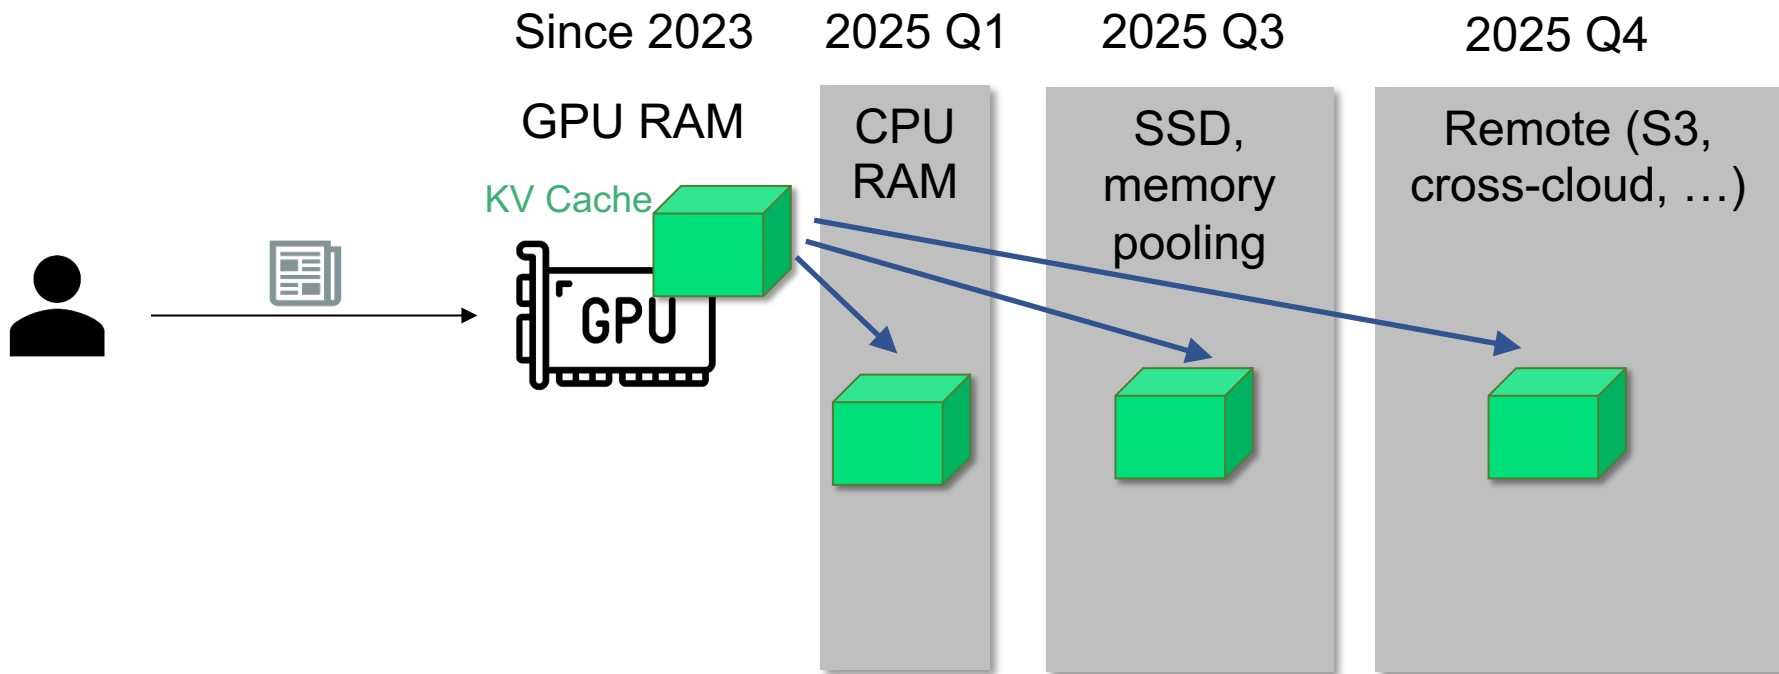 Since 2023
2025 Q1
2025 Q3
2025 Q4
GPU RAM
CPU
RAM
SSD,
memory
pooling
Remote (S3,
cross-cloud, …)
KV Cache
GPU